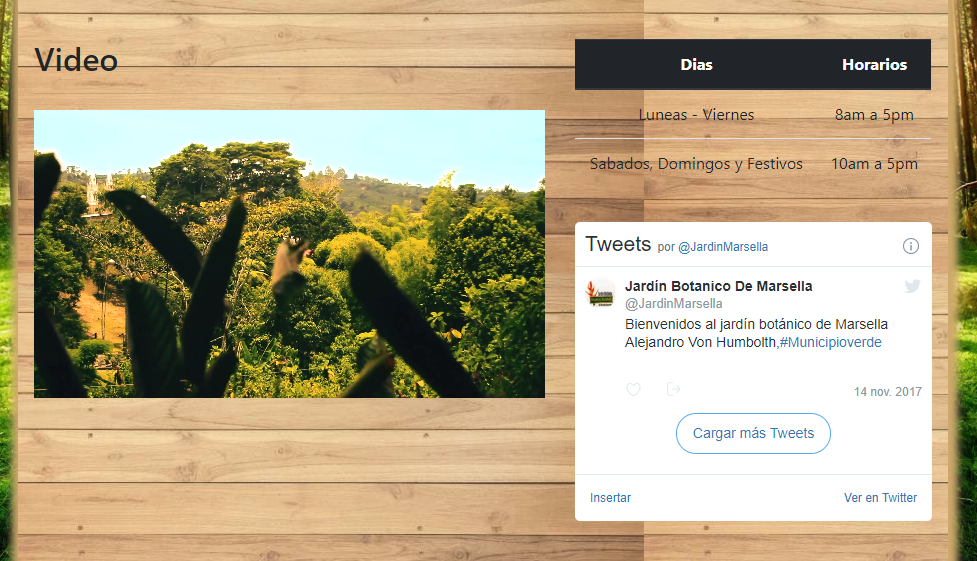 Video
Dias Horarios
Luneas - Viernes 8am a 5pm
Sabados, Domingos y Festivos 10am a 5pm
Tweets por @JardinMarsella
Jardín Botanico De Marsella
@JardinMarsella
Bienvenidos al jardín botánico de Marsella
Alejandro Von Humbolth,#Municipioverde
14 nov. 2017
Cargar más Tweets
Insertar Ver en Twitter